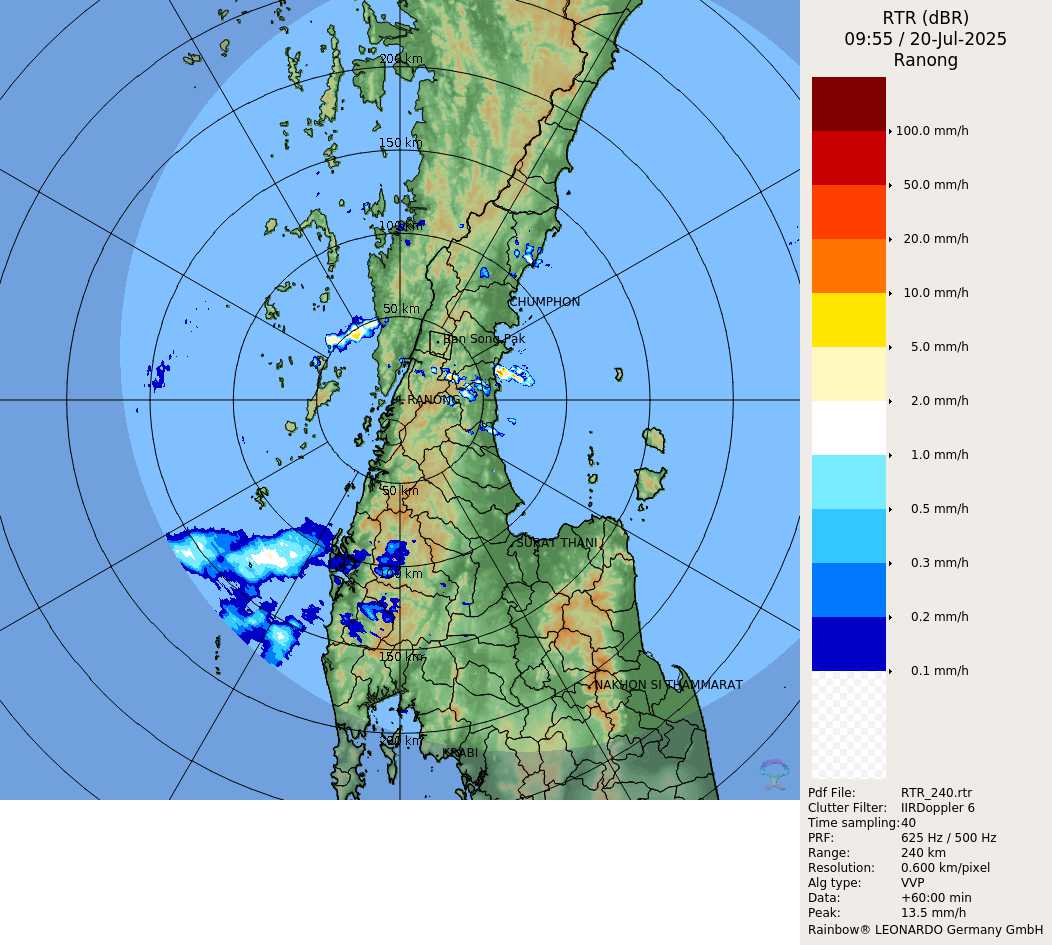 RTR (dBR)
09:55 / 20-Jul-2025
Ranong
100.0 mm/h
50.0 mm/h
20.0 mm/h
10.0 mm/h
5.0 mm/h
2.0 mm/h
1.0 mm/h
0.5 mm/h
0.3 mm/h
0.2 mm/h
0.1 mm/h
Pdf File: RTR_240.rtr
Clutter Filter: IIRDoppler 6
Time sampling: 40
PRF: 625 Hz / 500 Hz
Range: 240 km
Resolution: 0.600 km/pixel
Alg type: VVP
Data: +60:00 min
Peak: 13.5 mm/h
Rainbow® LEONARDO Germany GmbH
200 km
150 km
100 km
50 km
CHUMPHON
Ban Song Pak
RANONG
50 km
SURAT THANI
100 km
150 km
NAKHON SI THAMMARAT
200 km
KRABI